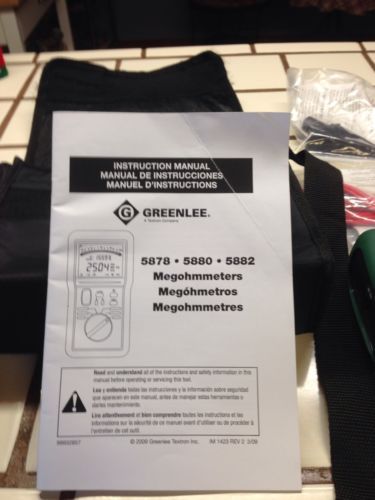 INSTRUCTION MANUAL
MANUAL DE INSTRUCCIONES
MANUEL D'INSTRUCTIONS
G GREENLEE.
A Textron Company
5878 • 5880 • 5882
Megohmmeters
Megóhmetros
Megohmmetres
2504
Read and understand all of the instructions and safety information in this
manual before operating or servicing this tool.
Lea y entienda todas las instrucciones y la información sobre seguridad
que aparecen en este manual, antes de manejar estas herramientas o
darles mantenimiento.
Lire attentivement et bien comprendre toutes les instructions et les
informations sur la sécurité de ce manuel avant d'utiliser ou de procéder à
l'entretien de cet outil.
© 2009 Greenlee Textron Inc. IM 1423 REV 2 3/09